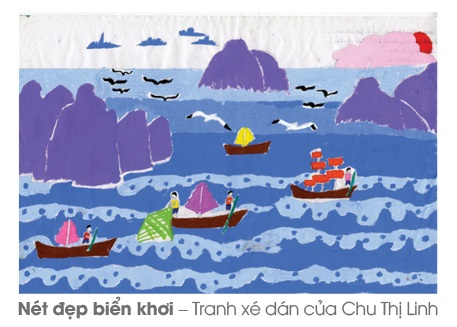 Nét đẹp biển khơi – Tranh xé dán của Chu Thị Linh